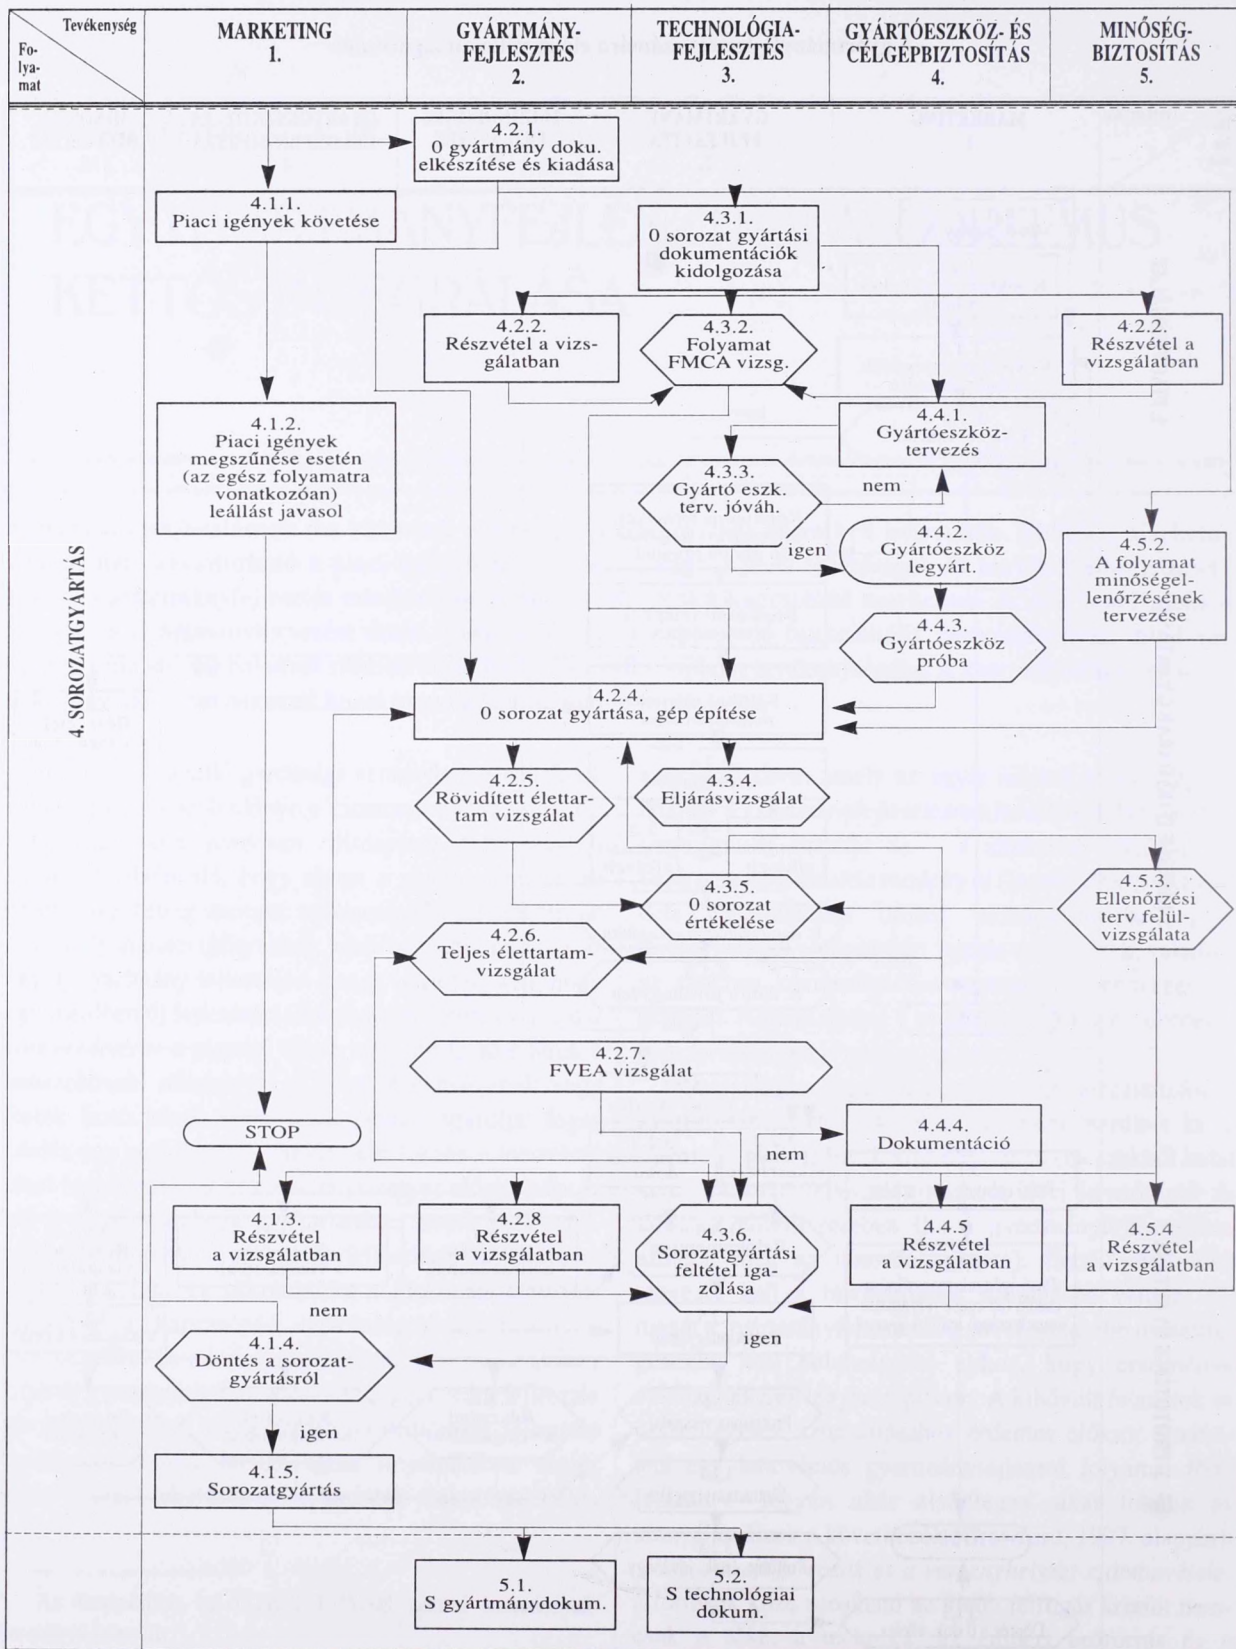 Tevékenység
Fo-
lya-
mat
MARKETING
1.
GYÁRTMÁNY-
FEJLESZTÉS
2.
TECHNOLÓGIA-
FEJLESZTÉS
3.
GYÁRTÓESZKÖZ- ÉS
CÉLGÉPBIZTOSÍTÁS
4.
MINŐSÉG-
BIZTOSÍTÁS
5.
4. SOROZATGYÁRTÁS
4.2.1.
0 gyártmány doku.
elkészítése és kiadása
4.1.1.
Piaci igények követése
4.3.1.
0 sorozat gyártási
dokumentációk
kidolgozása
4.2.2.
Részvétel a vizs-
gálatban
4.3.2.
Folyamat
FMCA vizsg.
4.2.2.
Részvétel a
vizsgálatban
4.1.2.
Piaci igények
megszűnése esetén
(az egész folyamatra
vonatkozóan)
leállást javasol
4.4.1.
Gyártóeszköz-
tervezés
4.3.3.
Gyártó eszk.
terv. jóváh.
nem
igen
4.4.2.
Gyártóeszköz
legyárt.
4.5.2.
A folyamat
minőségel-
lenőrzésének
tervezése
4.4.3.
Gyártóeszköz
próba
4.2.4.
0 sorozat gyártása, gép építése
4.2.5.
Rövidített élettar-
tam vizsgálat
4.3.4.
Eljárásvizsgálat
4.3.5.
0 sorozat
értékelése
4.5.3.
Ellenőrzési
terv felül-
vizsgálata
4.2.6.
Teljes élettartam-
vizsgálat
4.2.7.
FVEA vizsgálat
STOP
4.4.4.
Dokumentáció
nem
4.1.3.
Részvétel
a vizsgálatban
4.2.8
Részvétel
a vizsgálatban
4.3.6.
Sorozatgyártási
feltétel iga-
zolása
4.4.5
Részvétel
a vizsgálatban
4.5.4
Részvétel
a vizsgálatban
nem
igen
4.1.4.
Döntés a sorozat-
gyártásról
igen
4.1.5.
Sorozatgyártás
5.1.
S gyártmánydokum.
5.2.
S technológiai
dokum.